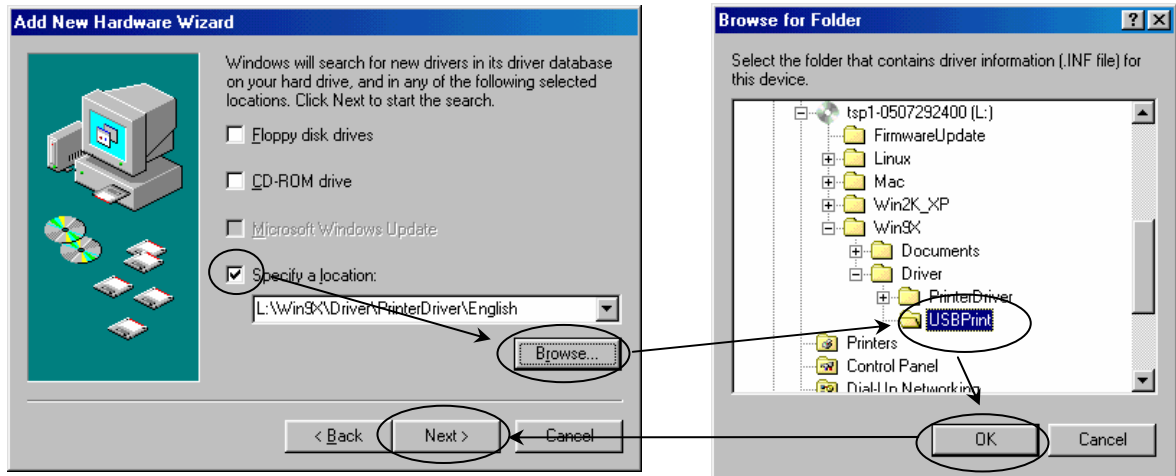 Add New Hardware Wizard
Windows will search for new drivers in its driver database
on your hard drive, and in any of the following selected
locations. Click Next to start the search.
Floppy disk drives
CD-ROM drive
Microsoft Windows Update
Specify a location:
L:\Win9X\Driver\PrinterDriver\English
Browse...
< Back
Next >
Cancel
Browse for Folder
Select the folder that contains driver information (.INF file) for
this device.
tsp1-0507292400 (L:)
FirmwareUpdate
Linux
Mac
Win2K_XP
Win9X
Documents
Driver
PrinterDriver
USBPrint
Printers
Control Panel
Dial-Up Networking
OK
Cancel